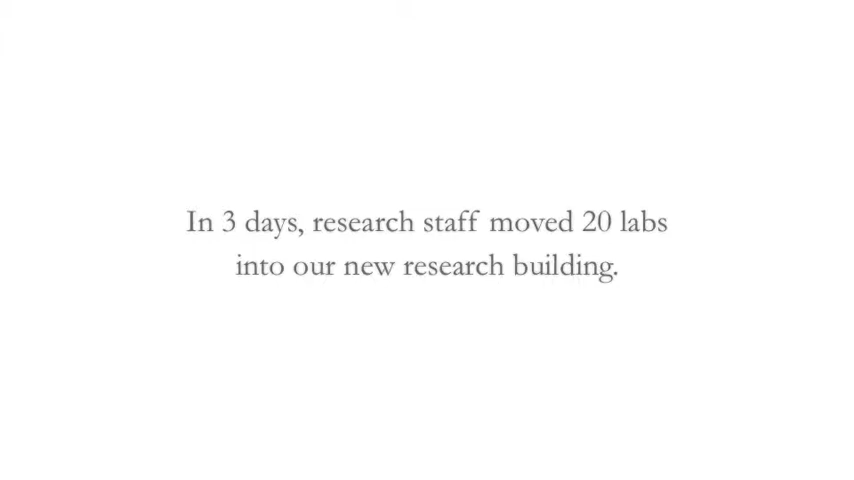 In 3 days, research staff moved 20 labs
into our new research building.